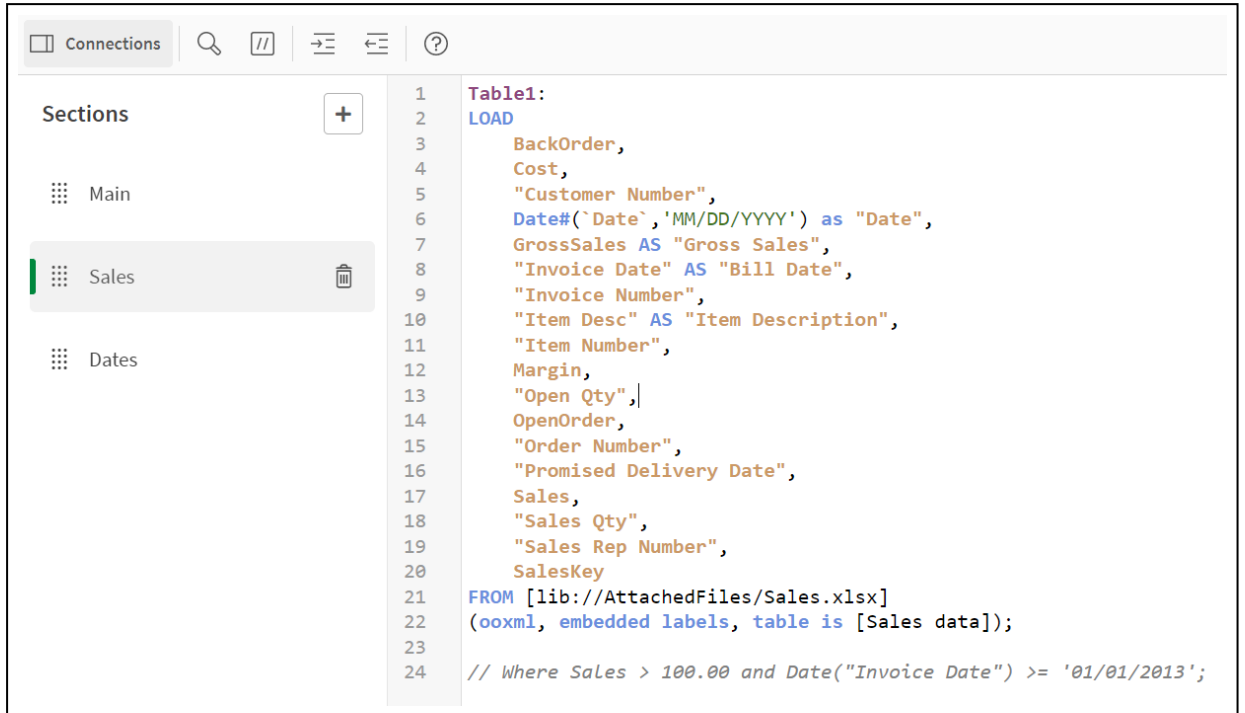 Connections
//
?
Sections
+
Main
Sales
Dates
1 Table1:
2 LOAD
3 BackOrder,
4 Cost,
5 "Customer Number",
6 Date#(`Date`,'MM/DD/YYYY') as "Date",
7 GrossSales AS "Gross Sales",
8 "Invoice Date" AS "Bill Date",
9 "Invoice Number",
10 "Item Desc" AS "Item Description",
11 "Item Number",
12 Margin,
13 "Open Qty",
14 OpenOrder,
15 "Order Number",
16 "Promised Delivery Date",
17 Sales,
18 "Sales Qty",
19 "Sales Rep Number",
20 SalesKey
21 FROM [lib://AttachedFiles/Sales.xlsx]
22 (ooxml, embedded labels, table is [Sales data]);
23
24 // Where Sales > 100.00 and Date("Invoice Date") >= '01/01/2013';